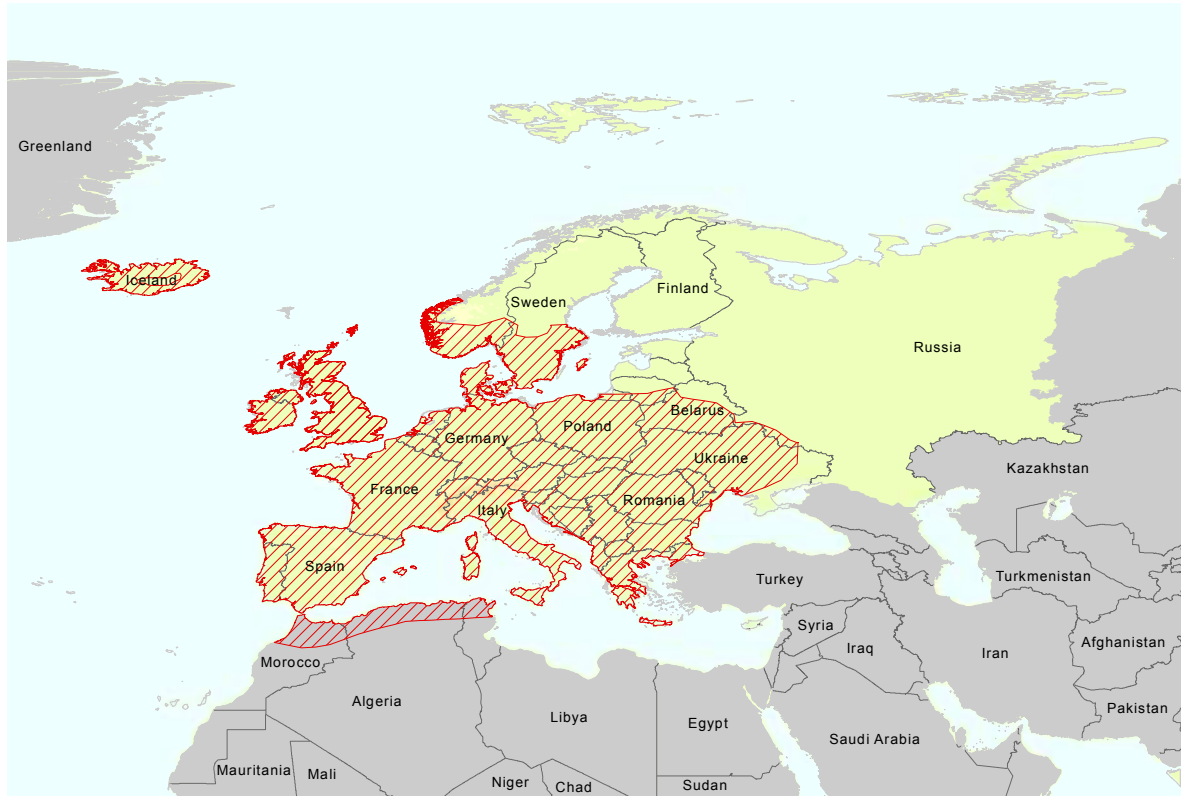 Greenland
Iceland
Sweden
Finland
Russia
Belarus
Poland
Germany
Ukraine
Kazakhstan
France
Romania
Italy
Spain
Turkey
Turkmenistan
Syria
Iraq
Iran
Afghanistan
Morocco
Algeria
Libya
Egypt
Pakistan
Saudi Arabia
Mauritania
Mali
Niger
Chad
Sudan